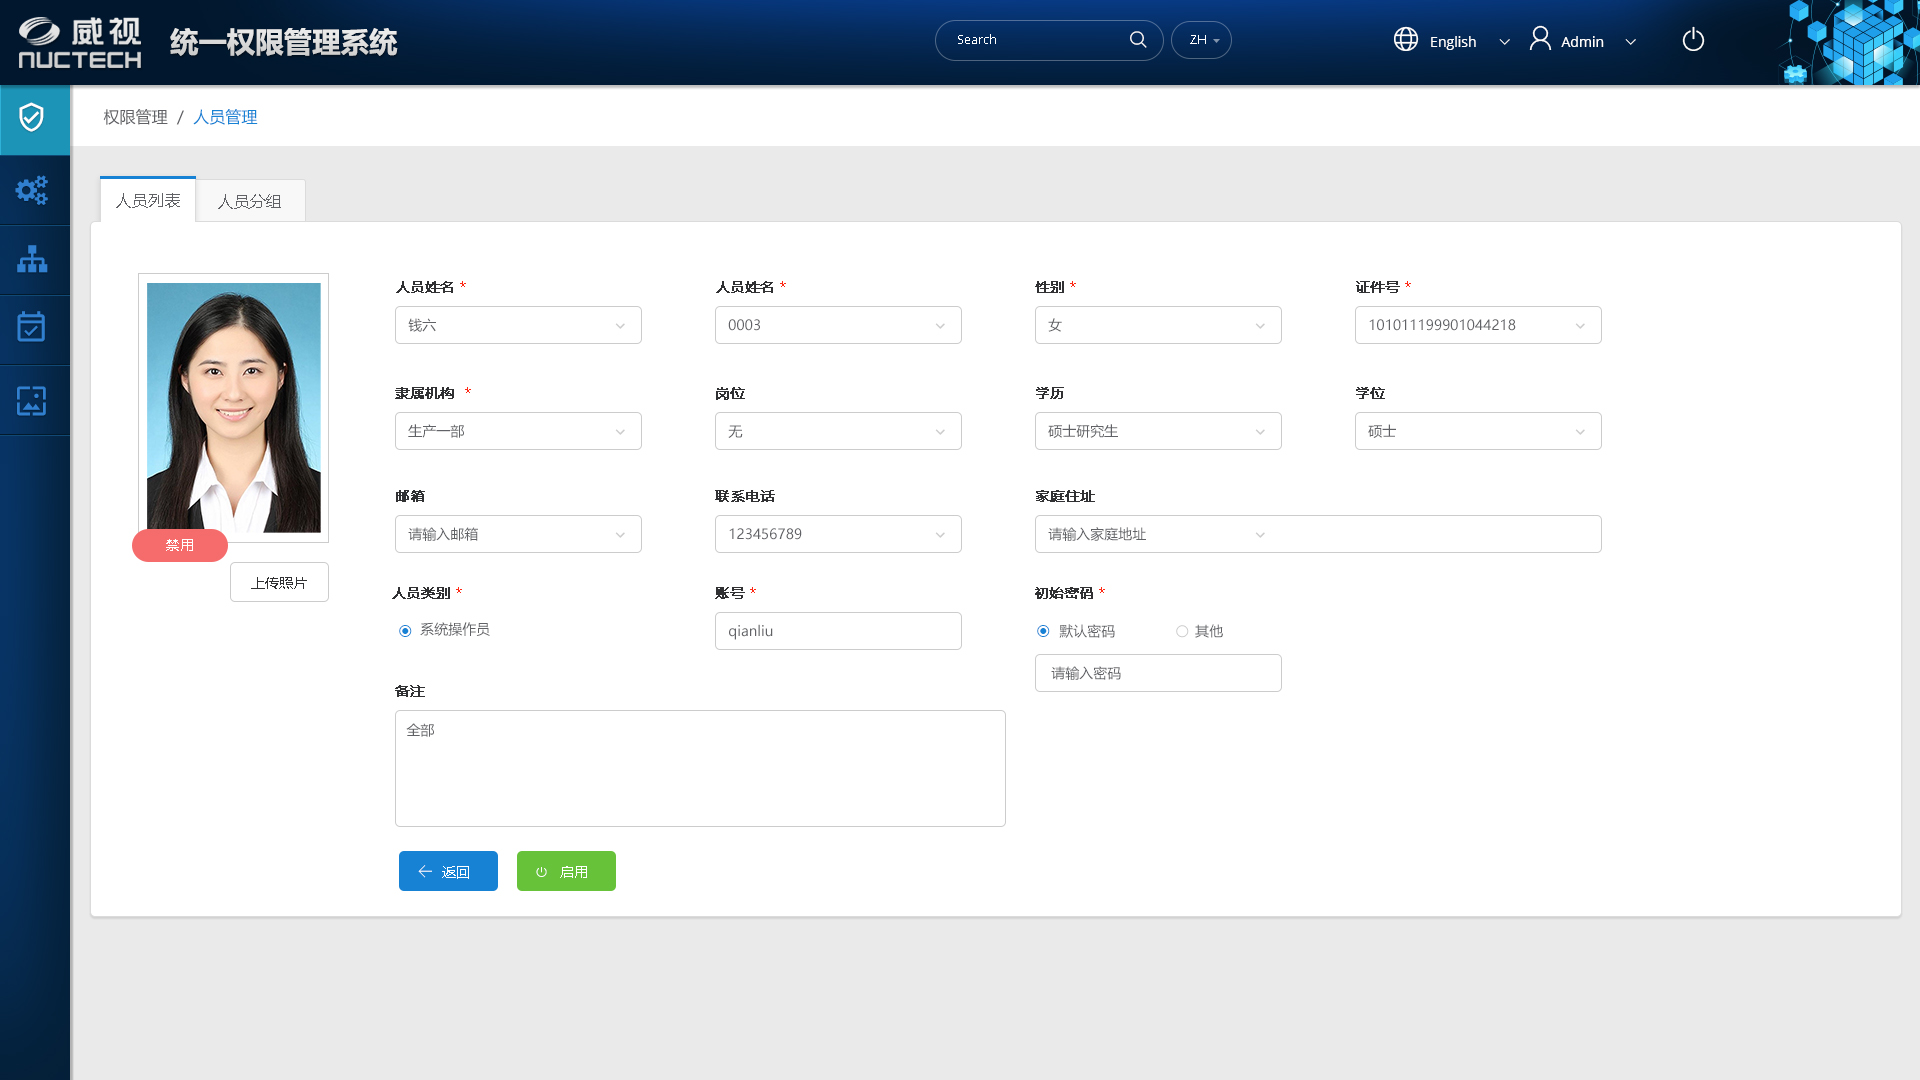 威视
NUCTECH
统一权限管理系统
Search
ZH
English
Admin
权限管理 / 人员管理
人员列表
人员分组
人员姓名 *
人员姓名 *
性别 *
证件号 *
钱六
0003
女
101011199901044218
隶属机构 *
岗位
学历
学位
生产一部
无
硕士研究生
硕士
邮箱
联系电话
家庭住址
请输入邮箱
123456789
请输入家庭地址
禁用
上传照片
人员类别 *
账号 *
初始密码 *
系统操作员
qianliu
默认密码
其他
请输入密码
备注
全部
返回
启用